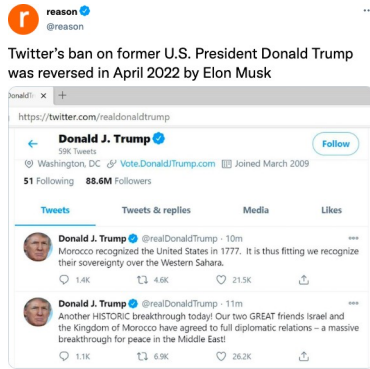 reason
@reason
Twitter's ban on former U.S. President Donald Trump
was reversed in April 2022 by Elon Musk
DonaldTr X +
https://twitter.com/realdonaldtrump
Donald J. Trump
59K Tweets
Follow
Washington, DC Vote.DonaldJTrump.com Joined March 2009
51 Following 88.6M Followers
Tweets Tweets & replies Media Likes
Donald J. Trump @realDonaldTrump · 10m
Morocco recognized the United States in 1777. It is thus fitting we recognize
their sovereignty over the Western Sahara.
1.4K 4.6K 21.5K
Donald J. Trump @realDonaldTrump · 11m
Another HISTORIC breakthrough today! Our two GREAT friends Israel and
the Kingdom of Morocco have agreed to full diplomatic relations – a massive
breakthrough for peace in the Middle East!
1.1K 6.9K 26.2K